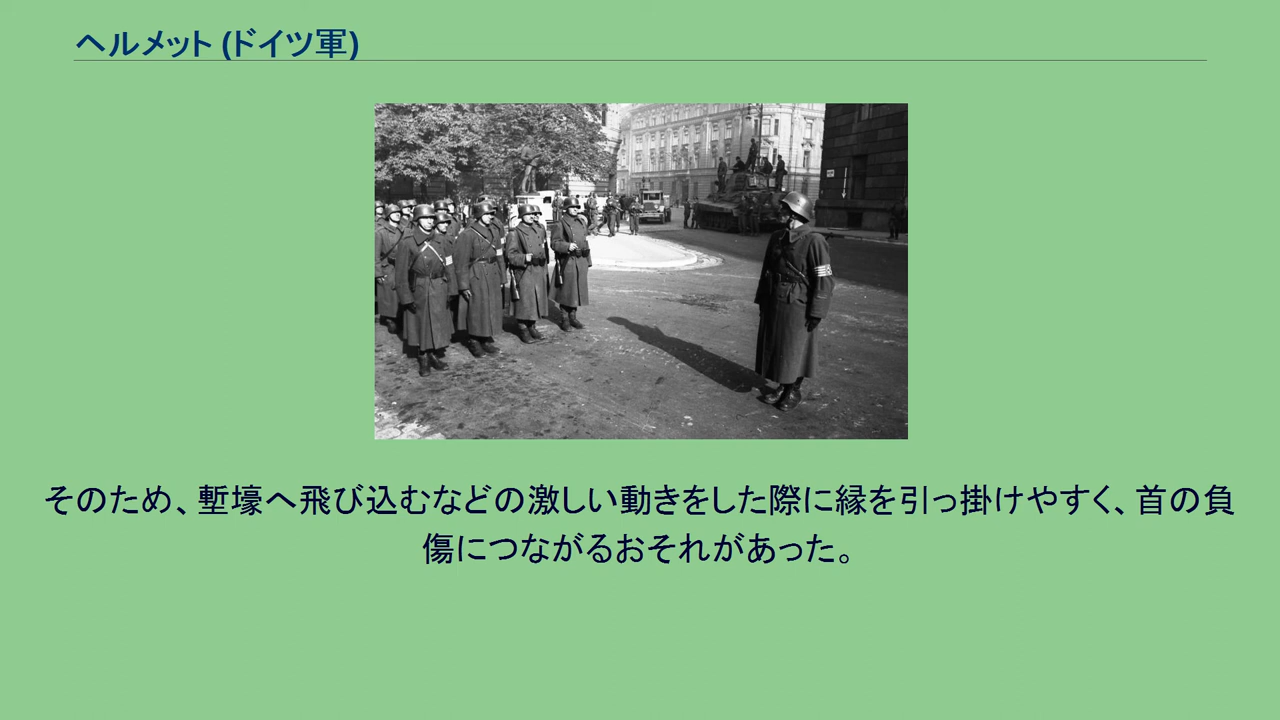 ヘルメット (ドイツ軍)
そのため、塹壕へ飛び込むなどの激しい動きをした際に縁を引っ掛けやすく、首の負
傷につながるおそれがあった。